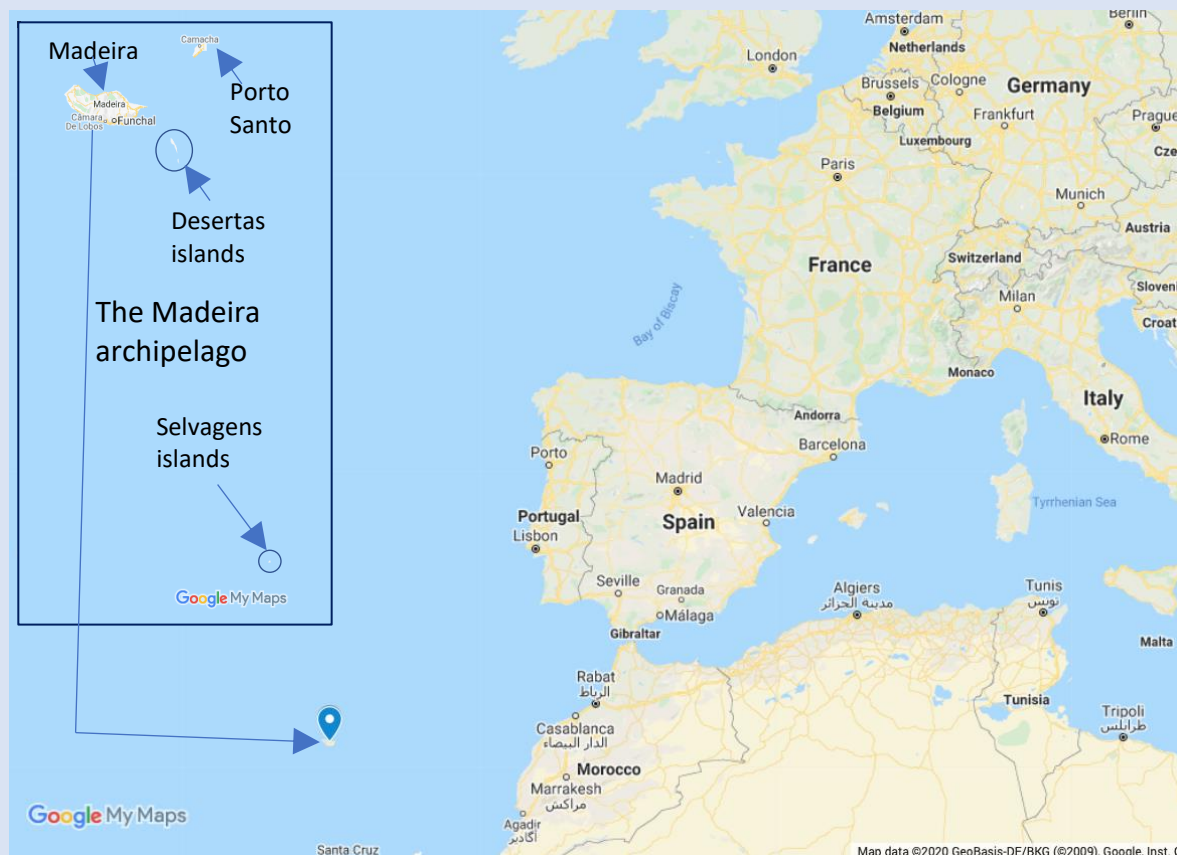 Madeira
Camacha
Porto
Santo
Madeira
Câmara
De Lobos
Funchal
Desertas
islands
The Madeira
archipelago
Selvagens
islands
Google My Maps
Amsterdam
Berlin
Netherlands
London
Brussels
Cologne
Germany
Belgium
Frankfurt
Prague
Luxembourg
Cze
Paris
Munich
Austria
Switzerland
France
Milan
Sloveni
Croat
Bay of Biscay
Monaco
Italy
Andorra
Porto
Barcelona
Rome
Madrid
Tyrrhenian Sea
Portugal
Spain
Valencia
Lisbon
Seville
Granada
Algiers
مدينة الجزائر
Tunis
تونس
Málaga
Gibraltar
Malta
Rabat
الرباط
Tunisia
Casablanca
الدار البيضاء
Tripoli
طرابلس
Morocco
Marrakesh
مراكش
Google My Maps
Agadir
أكادير
Santa Cruz
Map data ©2020 GeoBasis-DE/BKG (©2009), Google, Inst. G